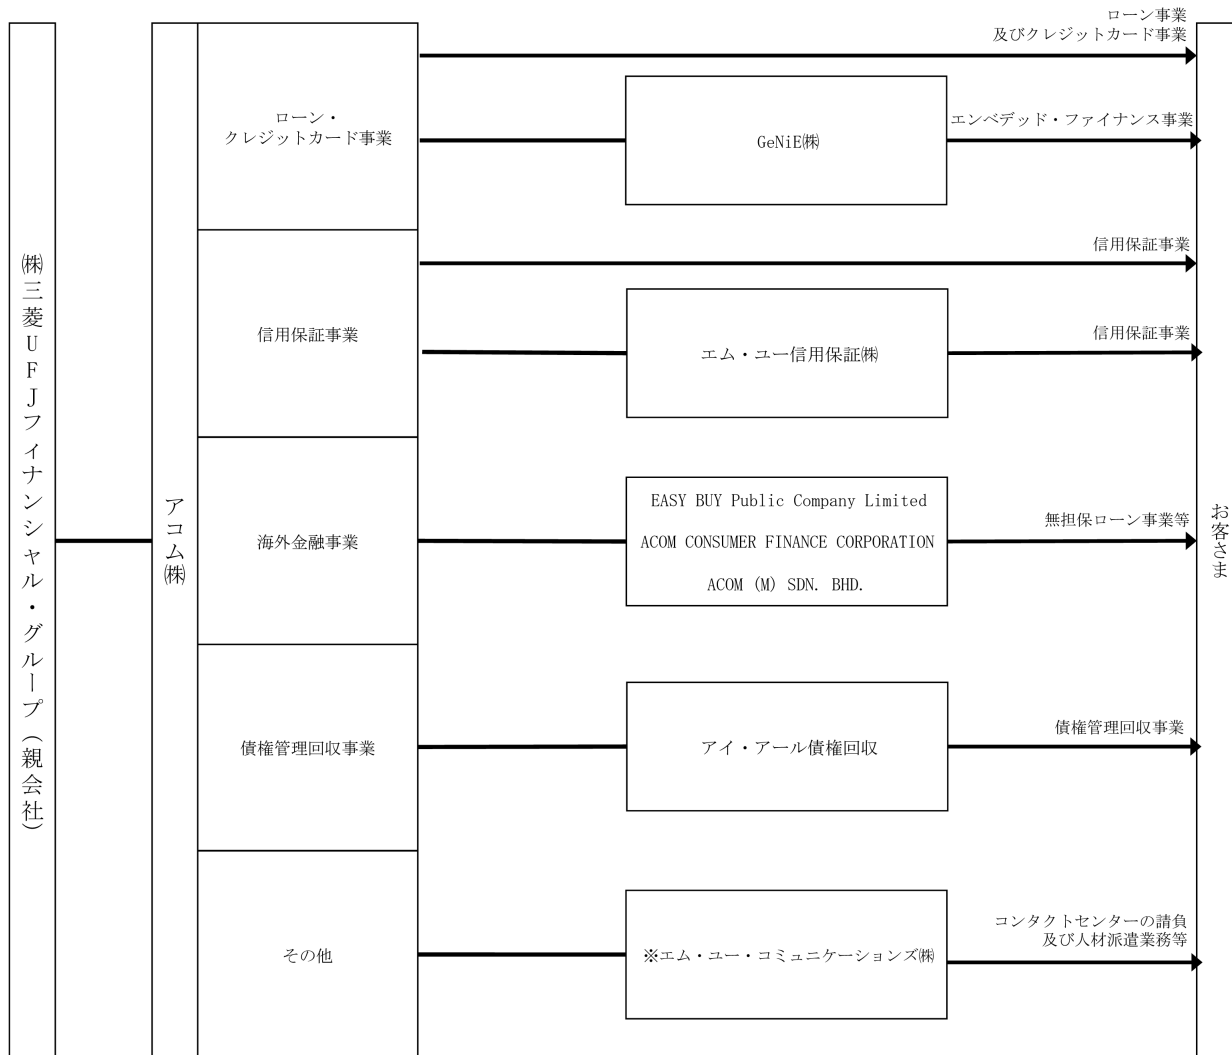 ㈱三菱UFJフィナンシャル・グループ(親会社)
アコム㈱
ローン・
クレジットカード事業
ローン事業
及びクレジットカード事業
GeNiE㈱
エンベデッド・ファイナンス事業
信用保証事業
信用保証事業
エム・ユー信用保証㈱
信用保証事業
海外金融事業
EASY BUY Public Company Limited
ACOM CONSUMER FINANCE CORPORATION
ACOM (M) SDN. BHD.
無担保ローン事業等
債権管理回収事業
アイ・アール債権回収
債権管理回収事業
その他
※エム・ユー・コミュニケーションズ㈱
コンタクトセンターの請負
及び人材派遣業務等
お客さま